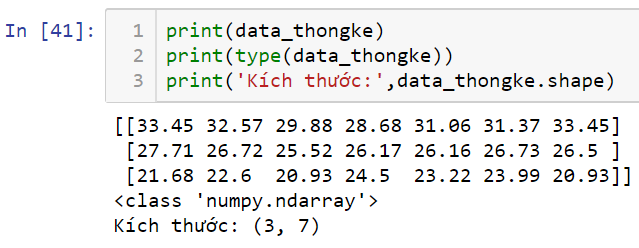 In [41]:
1 print(data_thongke)
2 print(type(data_thongke))
3 print('Kích thước:',data_thongke.shape)
[[33.45 32.57 29.88 28.68 31.06 31.37 33.45]
 [27.71 26.72 25.52 26.17 26.16 26.73 26.5 ]
 [21.68 22.6  20.93 24.5  23.22 23.99 20.93]]
<class 'numpy.ndarray'>
Kích thước: (3, 7)